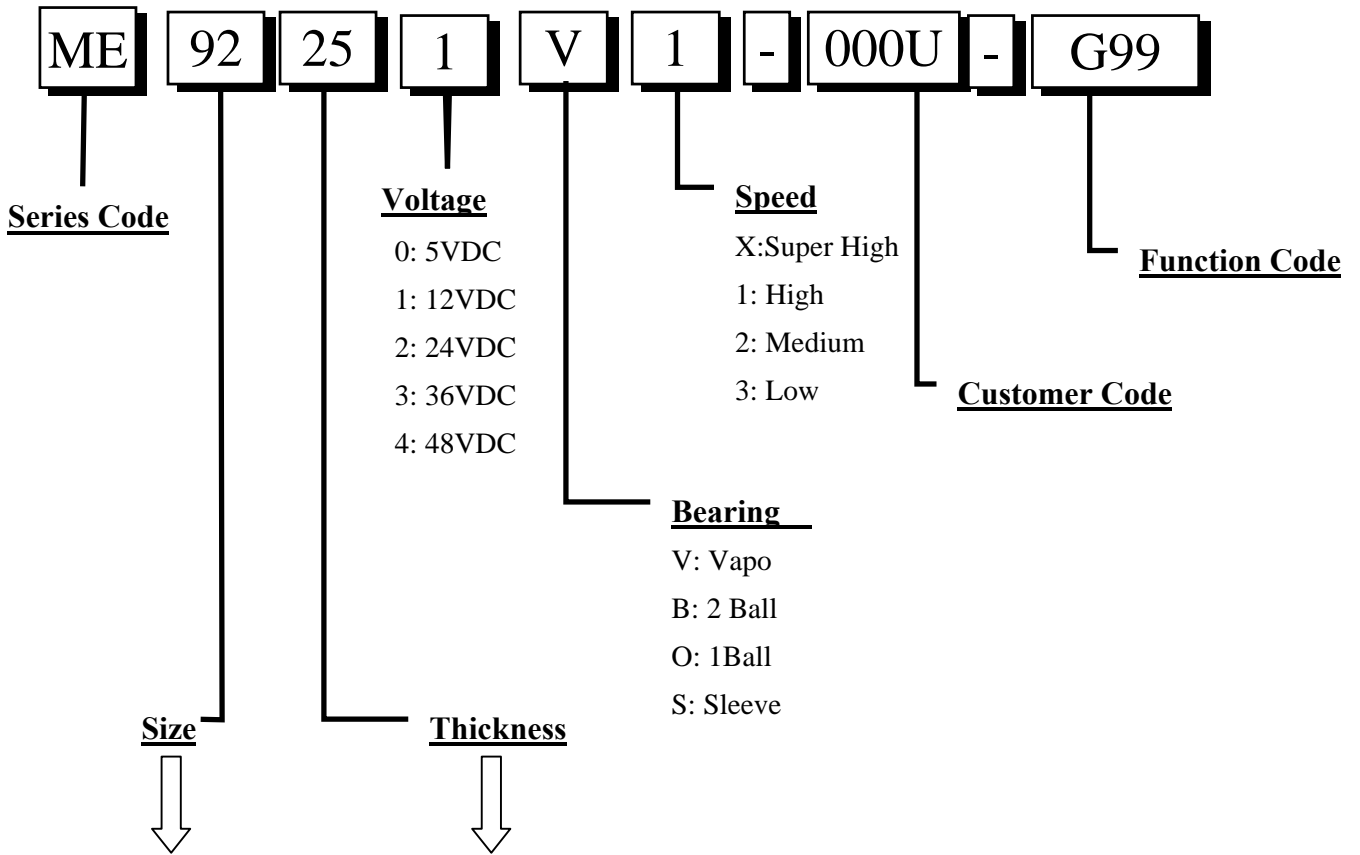 ME 92 25 1 V 1 - 000U - G99
Series Code
Voltage
0: 5VDC
1: 12VDC
2: 24VDC
3: 36VDC
4: 48VDC
Speed
X:Super High
1: High
2: Medium
3: Low
Function Code
Customer Code
Bearing
V: Vapo
B: 2 Ball
O: 1Ball
S: Sleeve
Size
Thickness